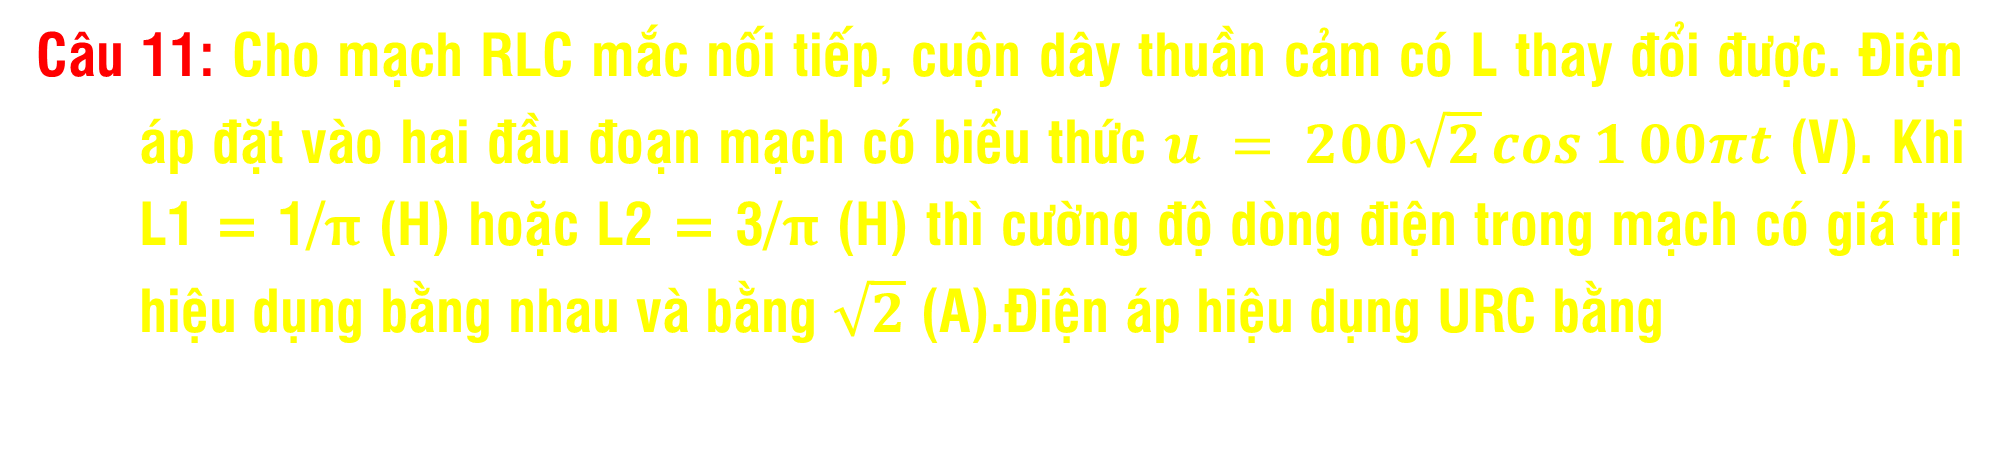 Câu 11: Cho mạch RLC mắc nối tiếp, cuộn dây thuần cảm có L thay đổi được. Điện
áp đặt vào hai đầu đoạn mạch có biểu thức u = 200√2 cos 1 00πt (V). Khi
L1 = 1/π (H) hoặc L2 = 3/π (H) thì cường độ dòng điện trong mạch có giá trị
hiệu dụng bằng nhau và bằng √2 (A).Điện áp hiệu dụng URC bằng